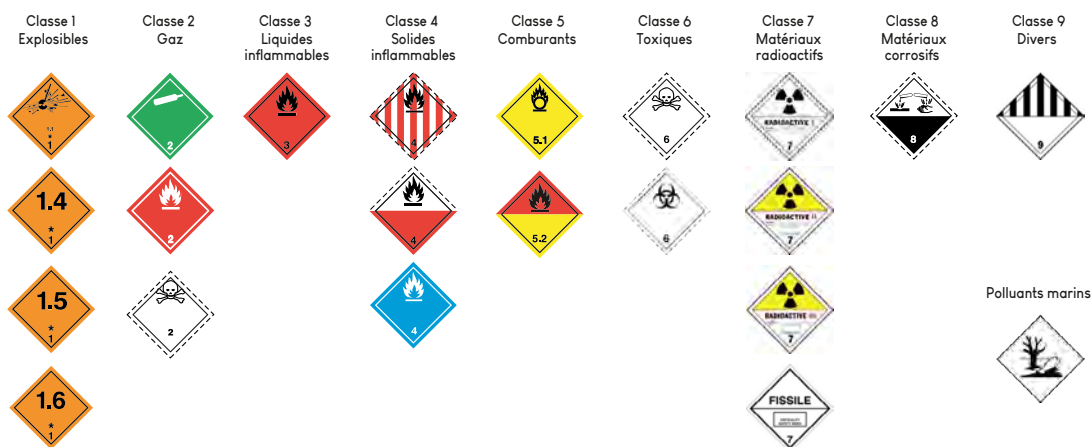 Classe 1
Explosibles
Classe 2
Gaz
Classe 3
Liquides
inflammables
Classe 4
Solides
inflammables
Classe 5
Comburants
Classe 6
Toxiques
Classe 7
Matériaux
radioactifs
Classe 8
Matériaux
corrosifs
Classe 9
Divers
*
1
2
3
4
5.1
6
RADIOACTIVE I
7
8
9
1.4
*
1
2
4
5.2
6
RADIOACTIVE II
7
1.5
*
1
2
4
RADIOACTIVE III
7
Polluants marins
1.6
*
1
FISSILE
7